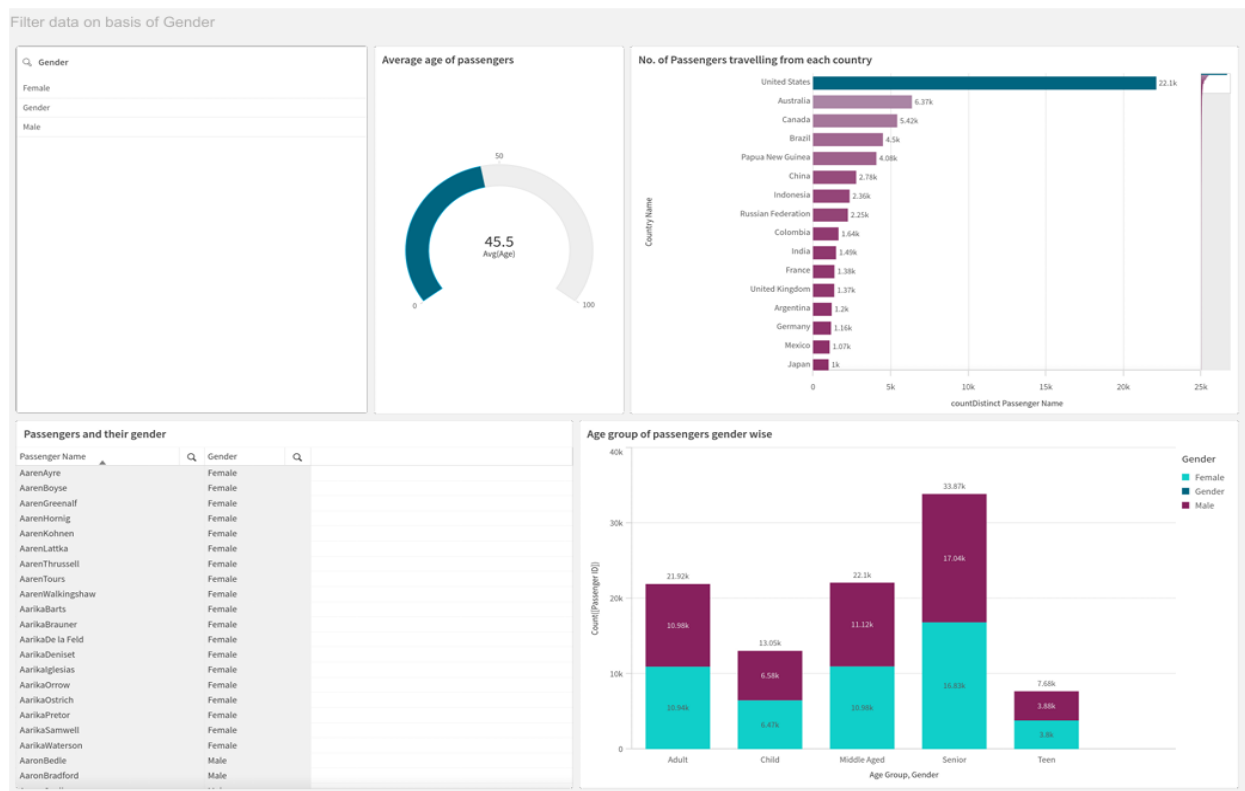 Filter data on basis of Gender
Gender
Female
Gender
Male
Average age of passengers
50
45.5
Avg(Age)
0
100
No. of Passengers travelling from each country
Country Name
United States 22.1k
Australia 6.37k
Canada 5.42k
Brazil 4.5k
Papua New Guinea 4.08k
China 2.78k
Indonesia 2.36k
Russian Federation 2.25k
Colombia 1.64k
India 1.49k
France 1.38k
United Kingdom 1.37k
Argentina 1.2k
Germany 1.16k
Mexico 1.07k
Japan 1k
0 5k 10k 15k 20k 25k
countDistinct Passenger Name
Passengers and their gender
Passenger Name Gender
AarenAyre Female
AarenBoyse Female
AarenGreenalf Female
AarenHornig Female
AarenKohnen Female
AarenLattka Female
AarenThrussell Female
AarenTours Female
AarenWalkingshaw Female
AarikaBarts Female
AarikaBrauner Female
AarikaDe la Feld Female
AarikaDeniset Female
AarikaIglesias Female
AarikaOrrow Female
AarikaOstrich Female
AarikaPretor Female
AarikaSamwell Female
AarikaWaterson Female
AaronBedle Male
AaronBradford Male
Age group of passengers gender wise
Count([Passenger ID])
40k
30k
20k
10k
0
21.92k
10.98k
10.94k
13.05k
6.58k
6.47k
22.1k
11.12k
10.98k
33.87k
17.04k
16.83k
7.68k
3.88k
3.8k
Adult Child Middle Aged Senior Teen
Age Group, Gender
Gender
Female
Gender
Male